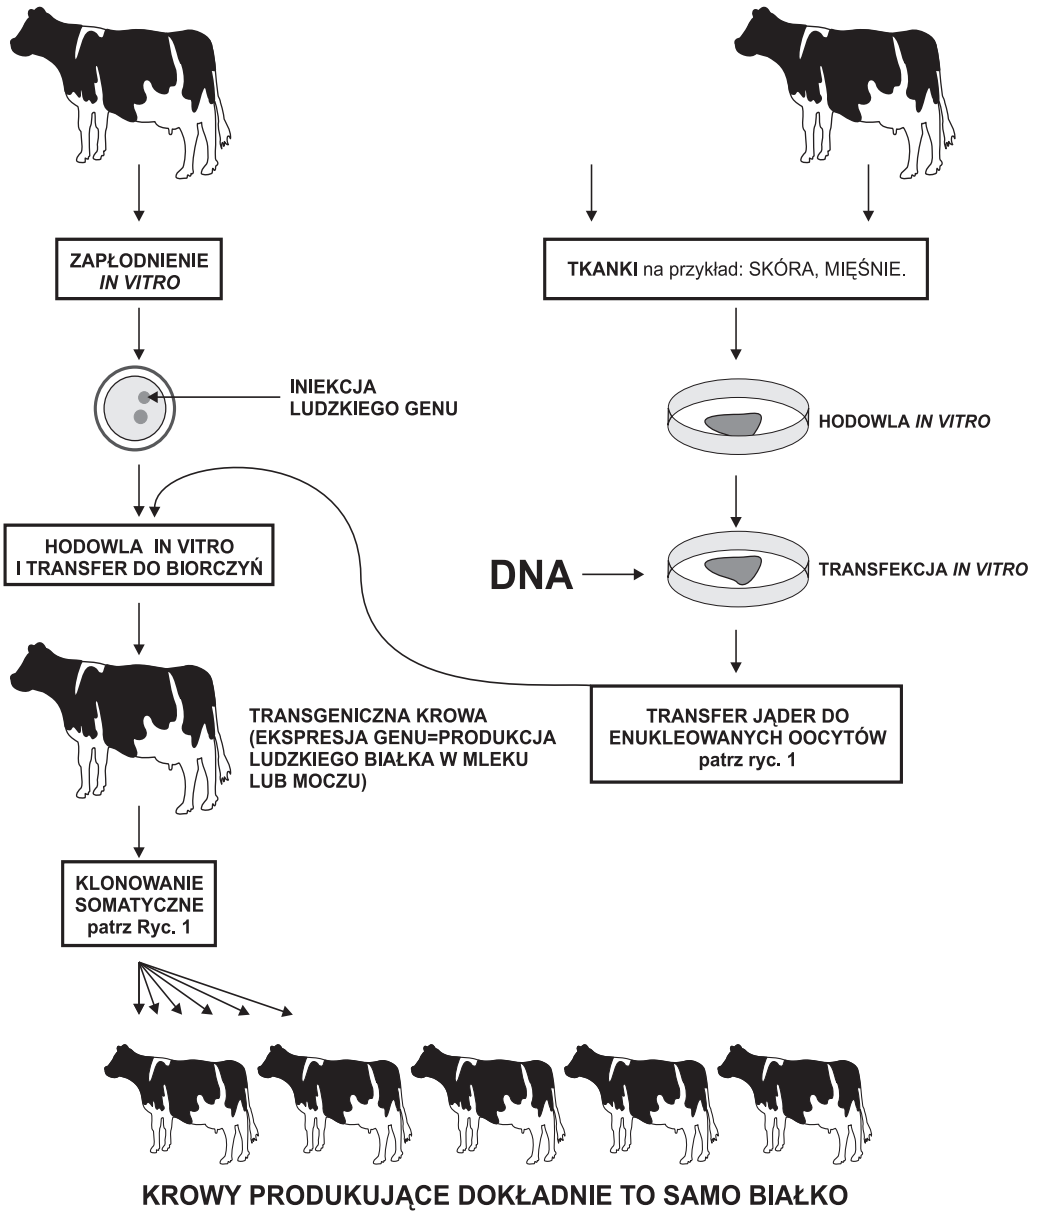 ZAPŁODNIENIE
IN VITRO
TKANKI na przykład: SKÓRA, MIĘŚNIE.
INIEKCJA
LUDZKIEGO GENU
HODOWLA IN VITRO
HODOWLA IN VITRO
I TRANSFER DO BIORCZYŃ
DNA
TRANSFEKCJA IN VITRO
TRANSGENICZNA KROWA
(EKSPRESJA GENU=PRODUKCJA
LUDZKIEGO BIAŁKA W MLEKU
LUB MOCZU)
TRANSFER JĄDER DO
ENUKLEOWANYCH OOCYTÓW
patrz ryc. 1
KLONOWANIE
SOMATYCZNE
patrz Ryc. 1
KROWY PRODUKUJĄCE DOKŁADNIE TO SAMO BIAŁKO